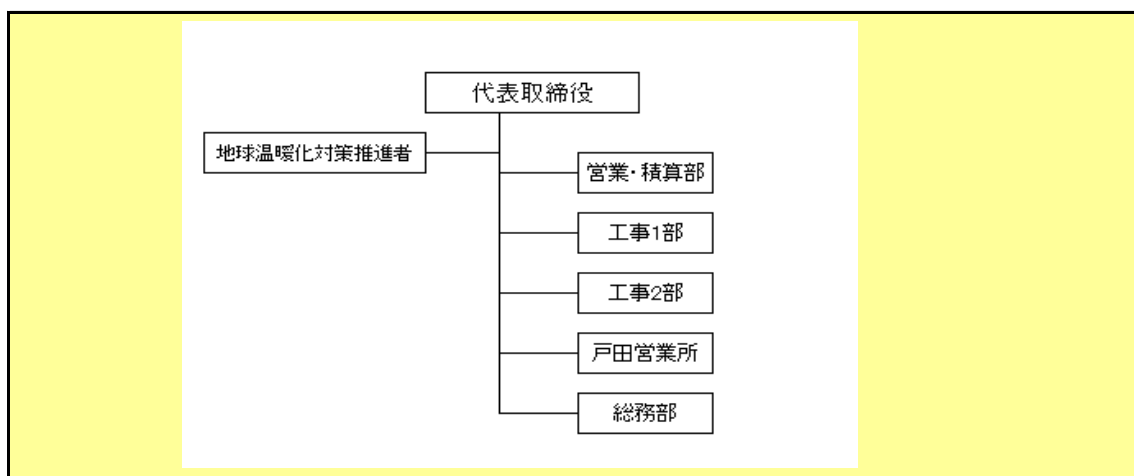 代表取締役
地球温暖化対策推進者
営業・積算部
工事1部
工事2部
戸田営業所
総務部